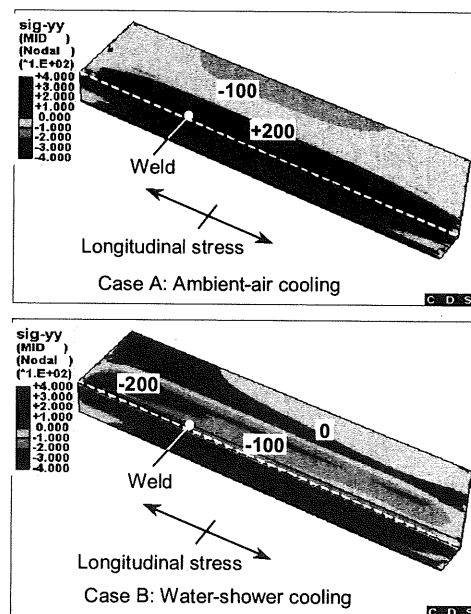 sig-yy
(MID )
(Nodal )
(^1.E+02)
+4.000
+3.000
+2.000
+1.000
0.000
-1.000
-2.000
-3.000
-4.000
-100
+200
Weld
Longitudinal stress
Case A: Ambient-air cooling
C D S
sig-yy
(MID )
(Nodal )
(^1.E+02)
+4.000
+3.000
+2.000
+1.000
0.000
-1.000
-2.000
-3.000
-4.000
-200
0
-100
Weld
Longitudinal stress
Case B: Water-shower cooling
C D S